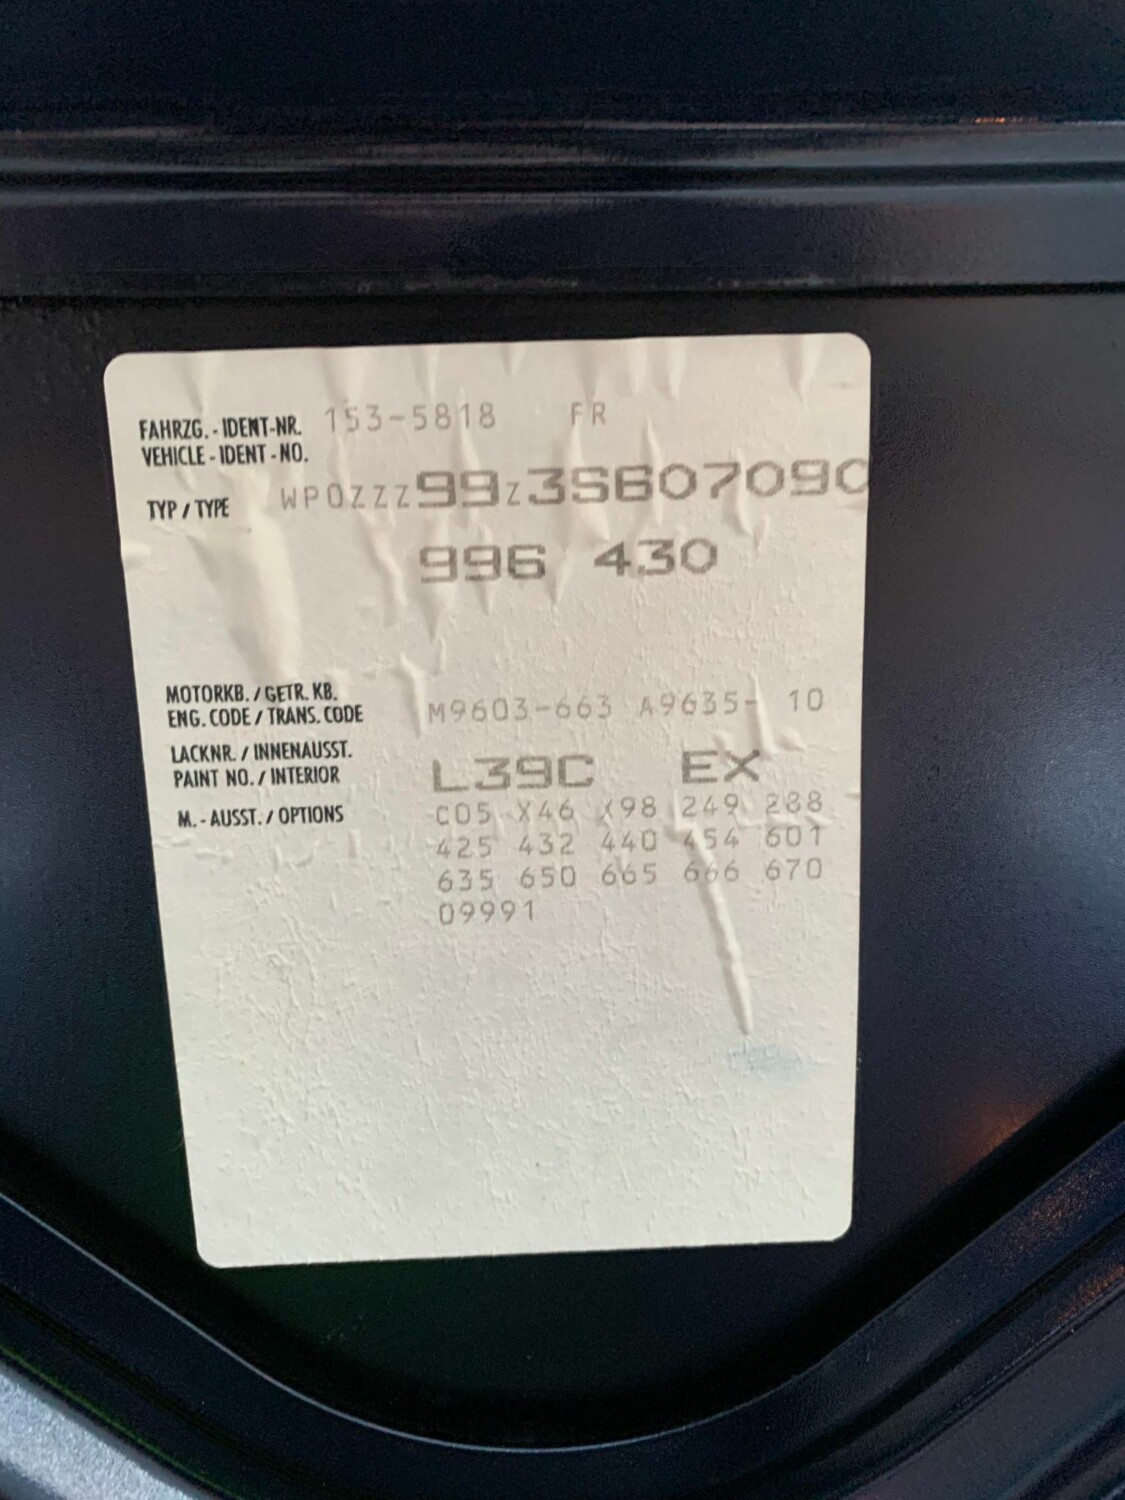 FAHRZG.-IDENT-NR. 153-5818 FR
VEHICLE-IDENT-NO.
TYP / TYPE WP0ZZZ99Z3S607090
996 430
MOTORKB. / GETR. KB.
ENG. CODE / TRANS. CODE M9603-663 A9635- 10
LACKNR. / INNENAUSST.
PAINT NO. / INTERIOR L39C EX
M.-AUSST. / OPTIONS C05 X46 X98 249 288
425 432 440 454 601
635 650 665 666 670
09991